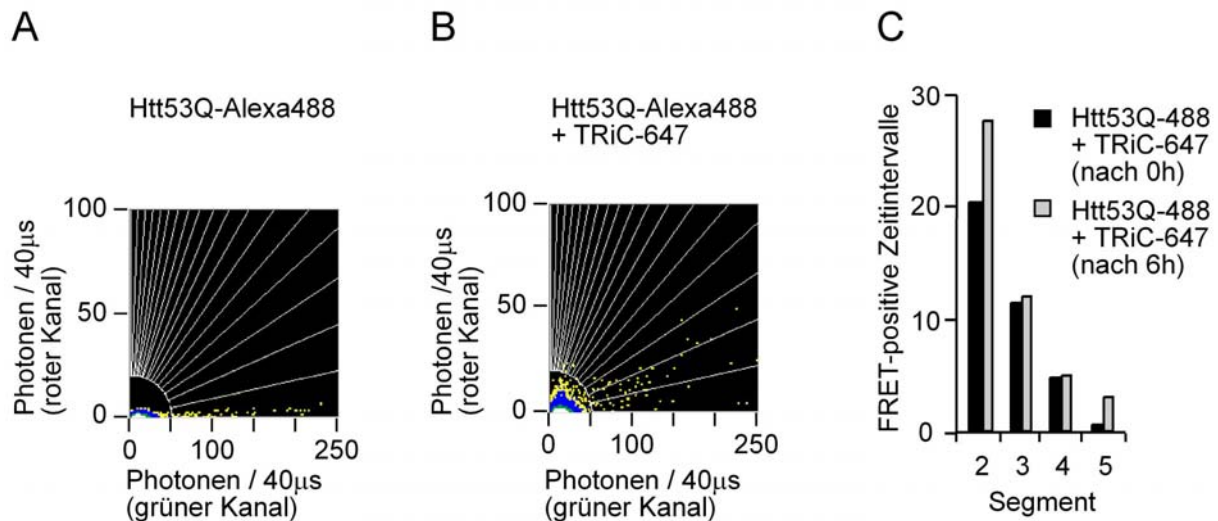 A
Htt53Q-Alexa488
Photonen / 40µs
(roter Kanal)
100
50
0
0
100
250
Photonen / 40µs
(grüner Kanal)
B
Htt53Q-Alexa488
+ TRiC-647
Photonen /40µs
(roter Kanal)
100
50
0
0
100
250
Photonen / 40µs
(grüner Kanal)
C
FRET-positive Zeitintervalle
30
20
10
0
2
3
4
5
Segment
Htt53Q-488
+ TRiC-647
(nach 0h)
Htt53Q-488
+ TRiC-647
(nach 6h)